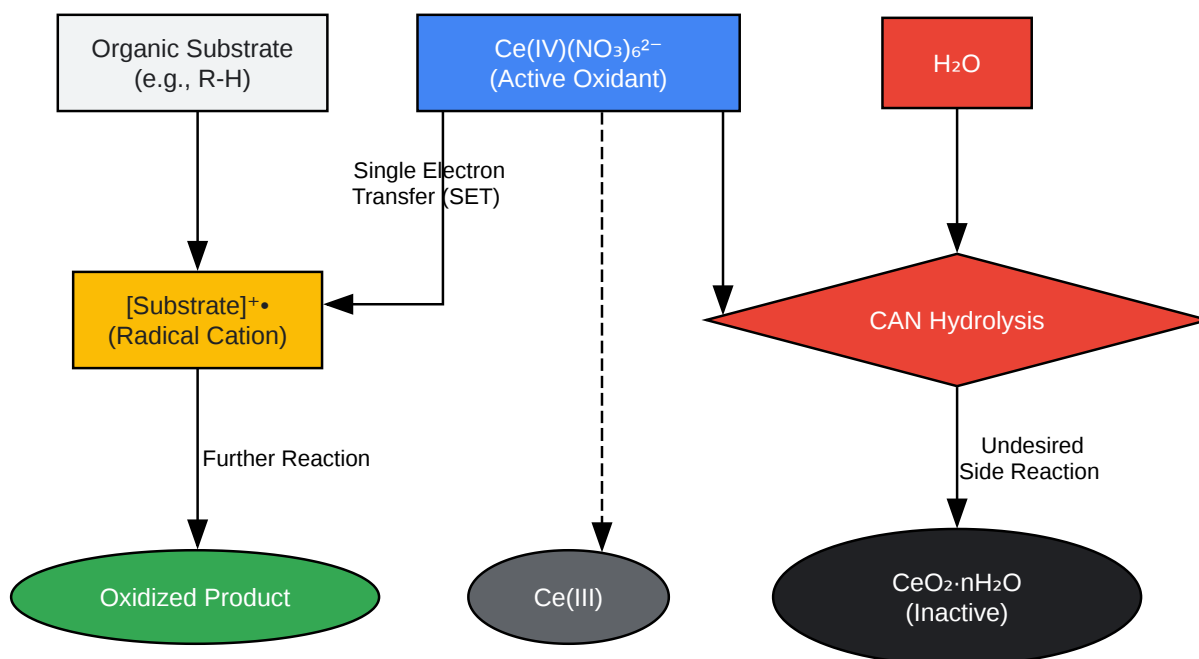 Organic Substrate
(e.g., R-H)
Ce(IV)(NO₃)₆²⁻
(Active Oxidant)
H₂O
Single Electron
Transfer (SET)
[Substrate]⁺•
(Radical Cation)
CAN Hydrolysis
Further Reaction
Undesired
Side Reaction
Oxidized Product
Ce(III)
CeO₂·nH₂O
(Inactive)